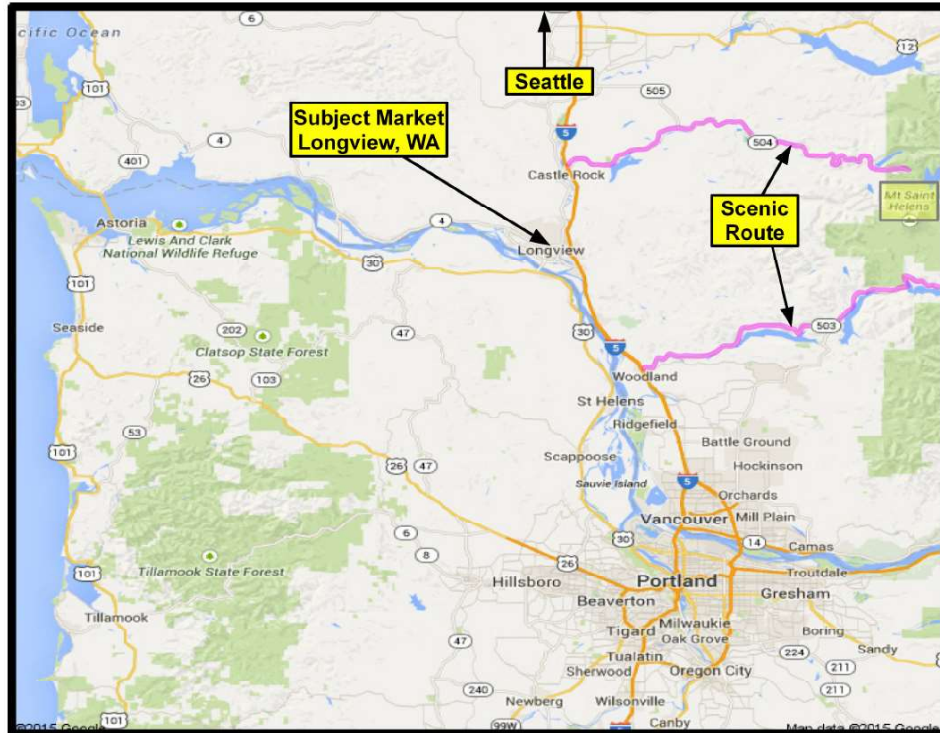 6
cific Ocean
12
101
Seattle
505
Subject Market
Longview, WA
4
5
504
401
Castle Rock
Mt Saint
Helens
Scenic
Route
Astoria
4
Lewis And Clark
National Wildlife Refuge
Longview
30
101
503
Seaside
202
47
30
5
Clatsop State Forest
26
103
Woodland
St Helens
Ridgefield
53
Battle Ground
101
26
47
Scappoose
Hockinson
Sauvie Island
5
Orchards
Vancouver
Mill Plain
6
30
14
Camas
8
26
Tillamook State Forest
101
Hillsboro
Portland
Troutdale
Beaverton
Gresham
Tillamook
Milwaukie
Tigard
Oak Grove
Boring
47
224
Sandy
Tualatin
211
Sherwood
Oregon City
240
211
Newberg
Wilsonville
101
99W
5
Canby
©2015 Google
Map data ©2015 Google